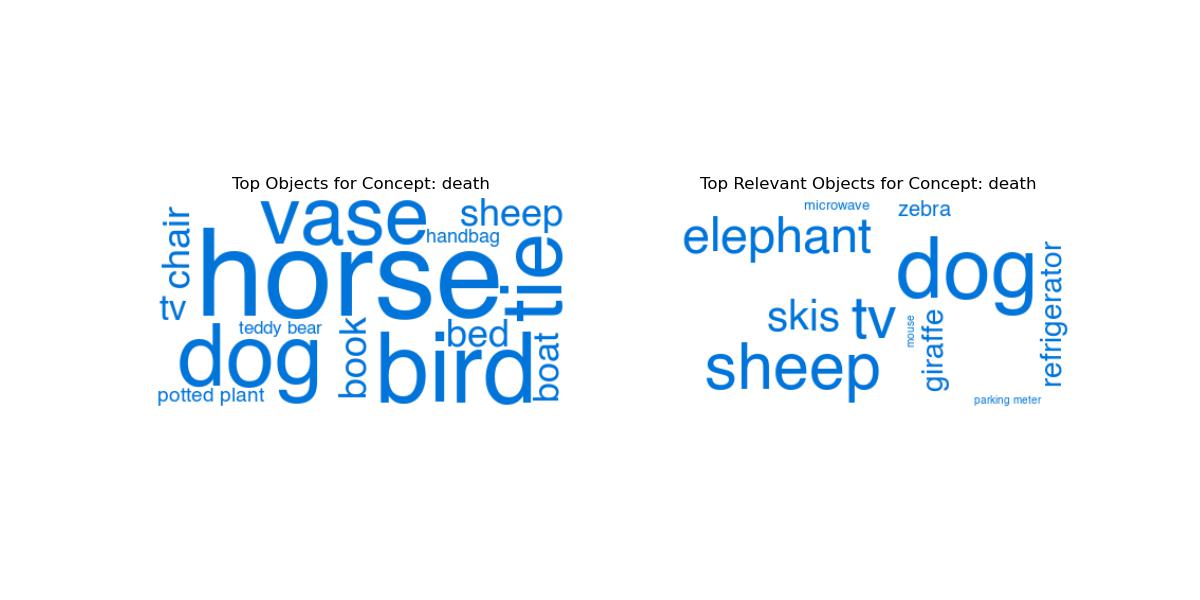 Top Objects for Concept: death
vase
sheep
handbag
chair
horse
tie
tv
teddy bear
book
bed
dog
bird
boat
potted plant
Top Relevant Objects for Concept: death
microwave
zebra
elephant
dog
skis
tv
mouse
giraffe
refrigerator
sheep
parking meter